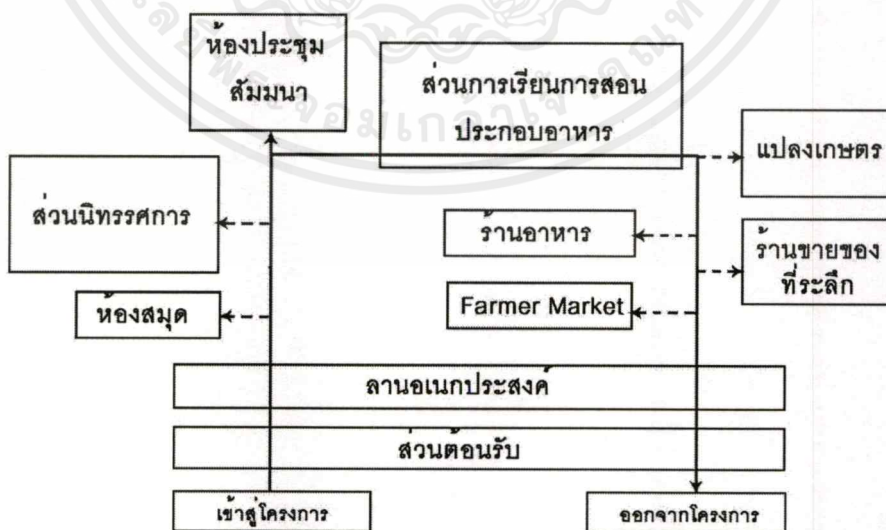 ห้องประชุม
สัมมนา
ส่วนการเรียนการสอน
ประกอบอาหาร
แปลงเกษตร
ส่วนนิทรรศการ
ร้านอาหาร
ร้านขายของ
ที่ระลึก
ห้องสมุด
Farmer Market
ลานอเนกประสงค์
ส่วนต้อนรับ
เข้าสู่โครงการ
ออกจากโครงการ